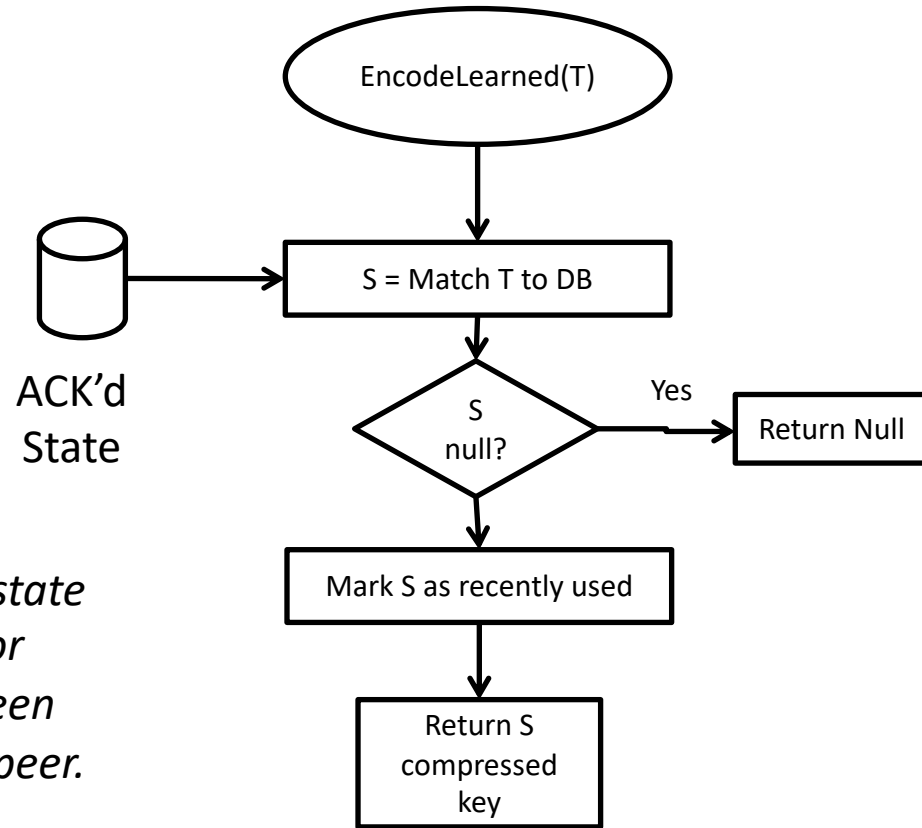 EncodeLearned(T)
S = Match T to DB
ACK'd
State
S
null?
Yes
Return Null
state
or
een
peer.
Mark S as recently used
Return S
compressed
key